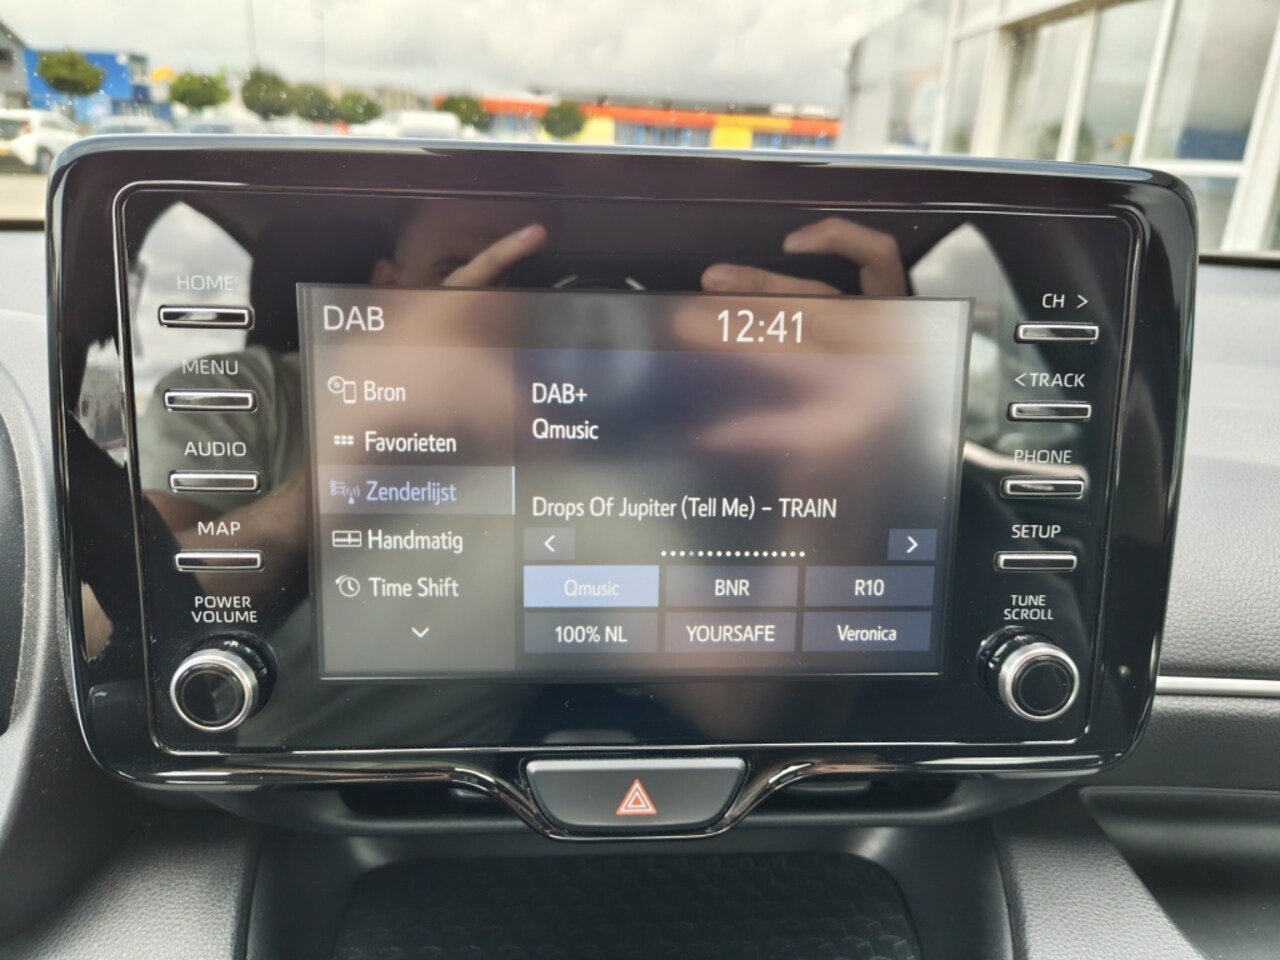 HOME
MENU
AUDIO
MAP
POWER
VOLUME
DAB
12:41
Bron
Favorieten
Zenderlijst
Handmatig
Time Shift
DAB+
Qmusic
Drops Of Jupiter (Tell Me) – TRAIN
< >
Qmusic BNR R10
100% NL YOURSAFE Veronica
CH >
< TRACK
PHONE
SETUP
TUNE
SCROLL